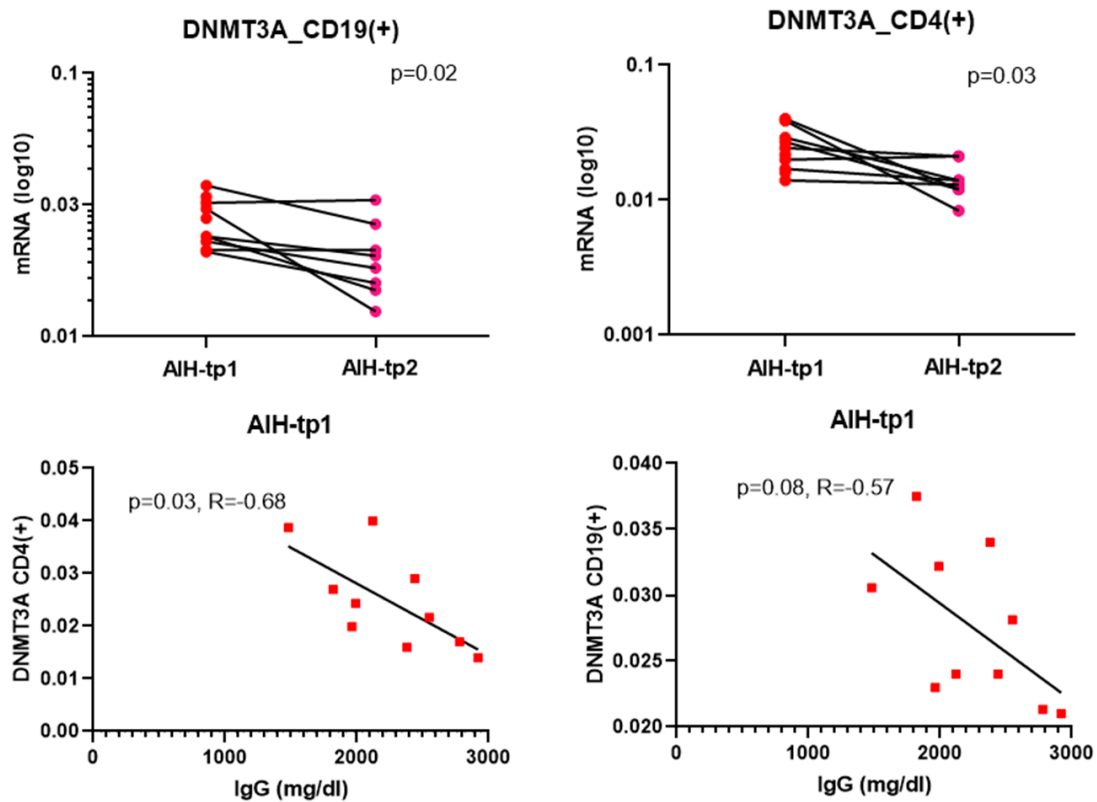 DNMT3A_CD19(+)
p=0.02
mRNA (log10)
0.1
0.03
0.01
AIH-tp1
AIH-tp2
DNMT3A_CD4(+)
p=0.03
mRNA (log10)
0.1
0.01
0.001
AIH-tp1
AIH-tp2
AIH-tp1
p=0.03, R=-0.68
DNMT3A CD4(+)
0.05
0.04
0.03
0.02
0.01
0.00
0
1000
2000
3000
IgG (mg/dl)
AIH-tp1
p=0.08, R=-0.57
DNMT3A CD19(+)
0.040
0.035
0.030
0.025
0.020
0
1000
2000
3000
IgG (mg/dl)